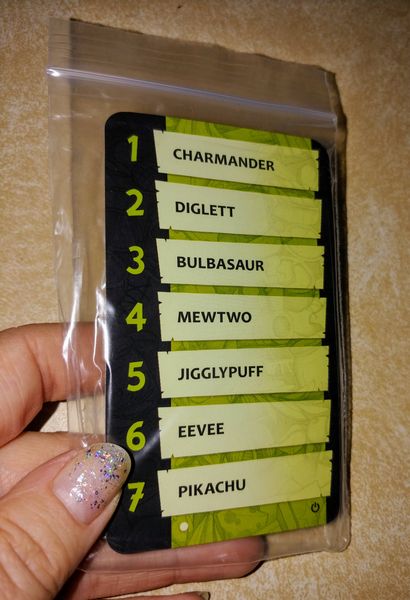 1 CHARMANDER
2 DIGLETT
3 BULBASAUR
4 MEWTWO
5 JIGGLYPUFF
6 EEVEE
7 PIKACHU